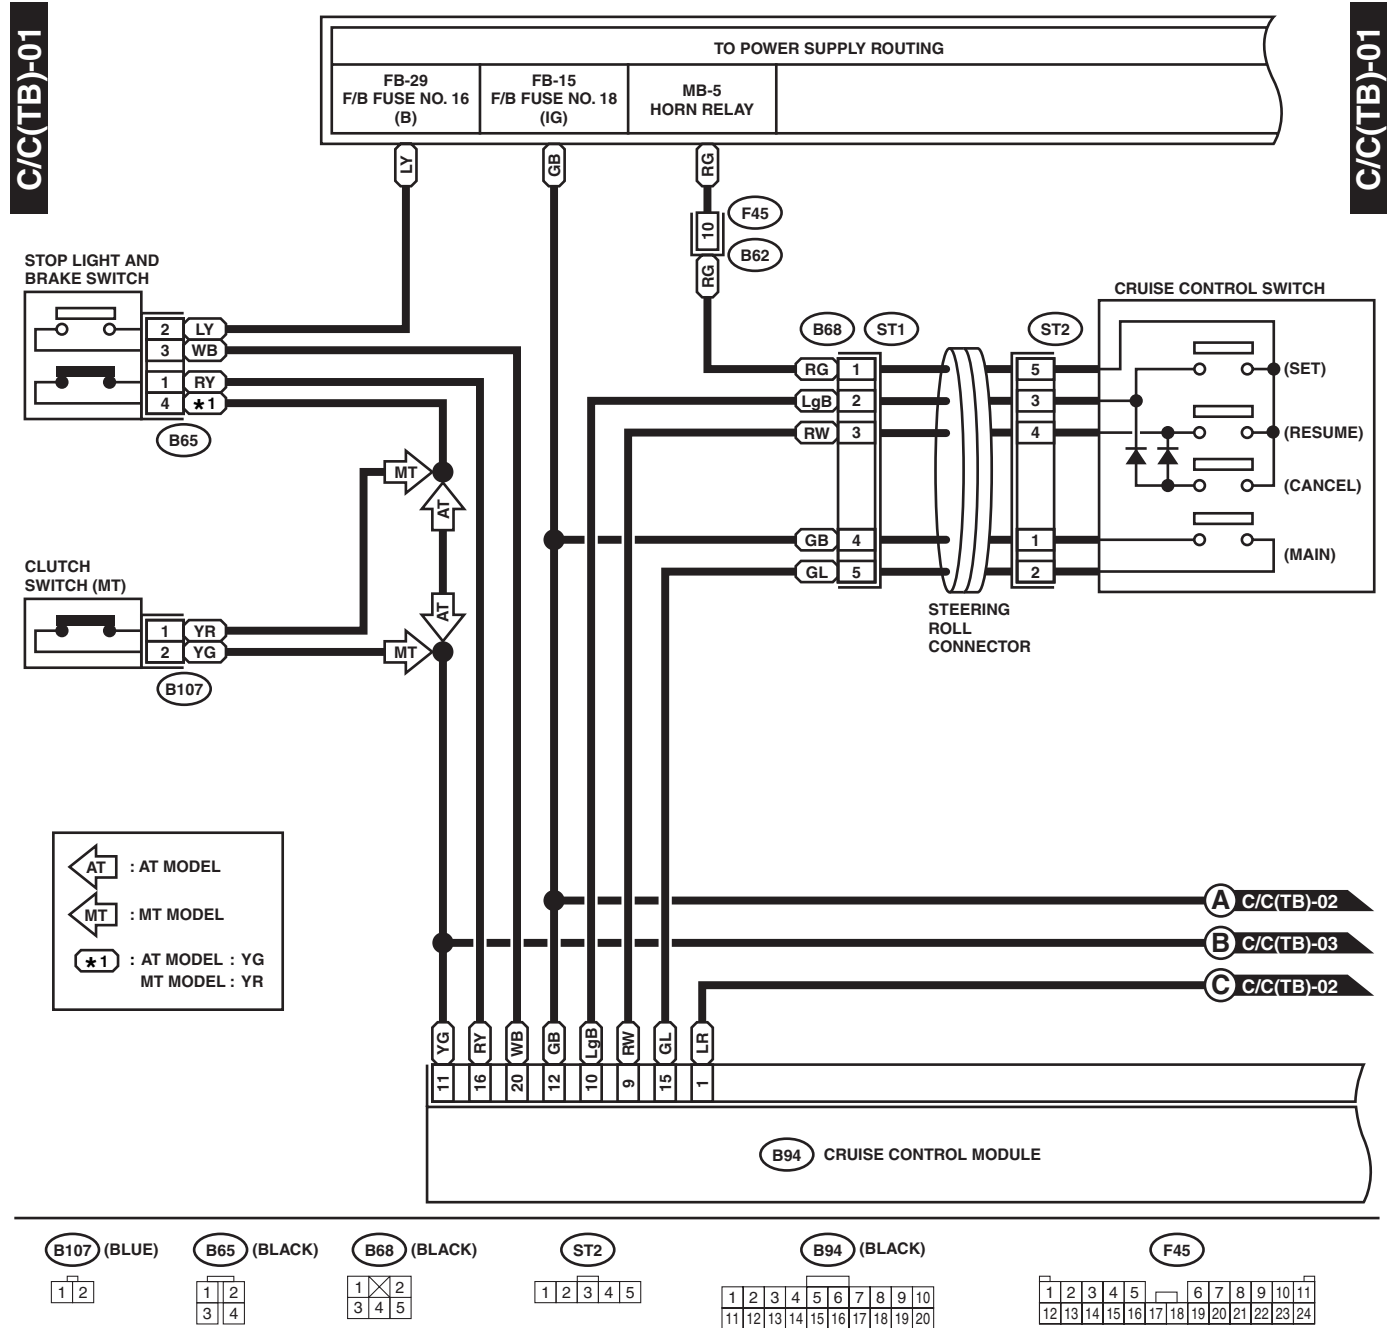 C/C(TB)-01
C/C(TB)-01
TO POWER SUPPLY ROUTING
FB-29
F/B FUSE NO. 16
(B)
FB-15
F/B FUSE NO. 18
(IG)
MB-5
HORN RELAY
LY
GB
RG
10
F45
B62
RG
STOP LIGHT AND
BRAKE SWITCH
2 LY
3 WB
1 RY
4 *1
B65
CRUISE CONTROL SWITCH
B68 ST1 ST2
RG 1 5 (SET)
LgB 2 3
RW 3 4 (RESUME)
(CANCEL)
GB 4 1 (MAIN)
GL 5 2
MT
AT
CLUTCH
SWITCH (MT)
AT
1 YR
2 YG
MT
B107
STEERING
ROLL
CONNECTOR
AT : AT MODEL
MT : MT MODEL
*1 : AT MODEL : YG
MT MODEL : YR
A C/C(TB)-02
B C/C(TB)-03
C C/C(TB)-02
YG RY WB GB LgB RW GL LR
11 16 20 12 10 9 15 1
B94 CRUISE CONTROL MODULE
B107 (BLUE)
1 2
B65 (BLACK)
1 2
3 4
B68 (BLACK)
1 2
3 4 5
ST2
1 2 3 4 5
B94 (BLACK)
1 2 3 4 5 6 7 8 9 10
11 12 13 14 15 16 17 18 19 20
F45
1 2 3 4 5 6 7 8 9 10 11
12 13 14 15 16 17 18 19 20 21 22 23 24